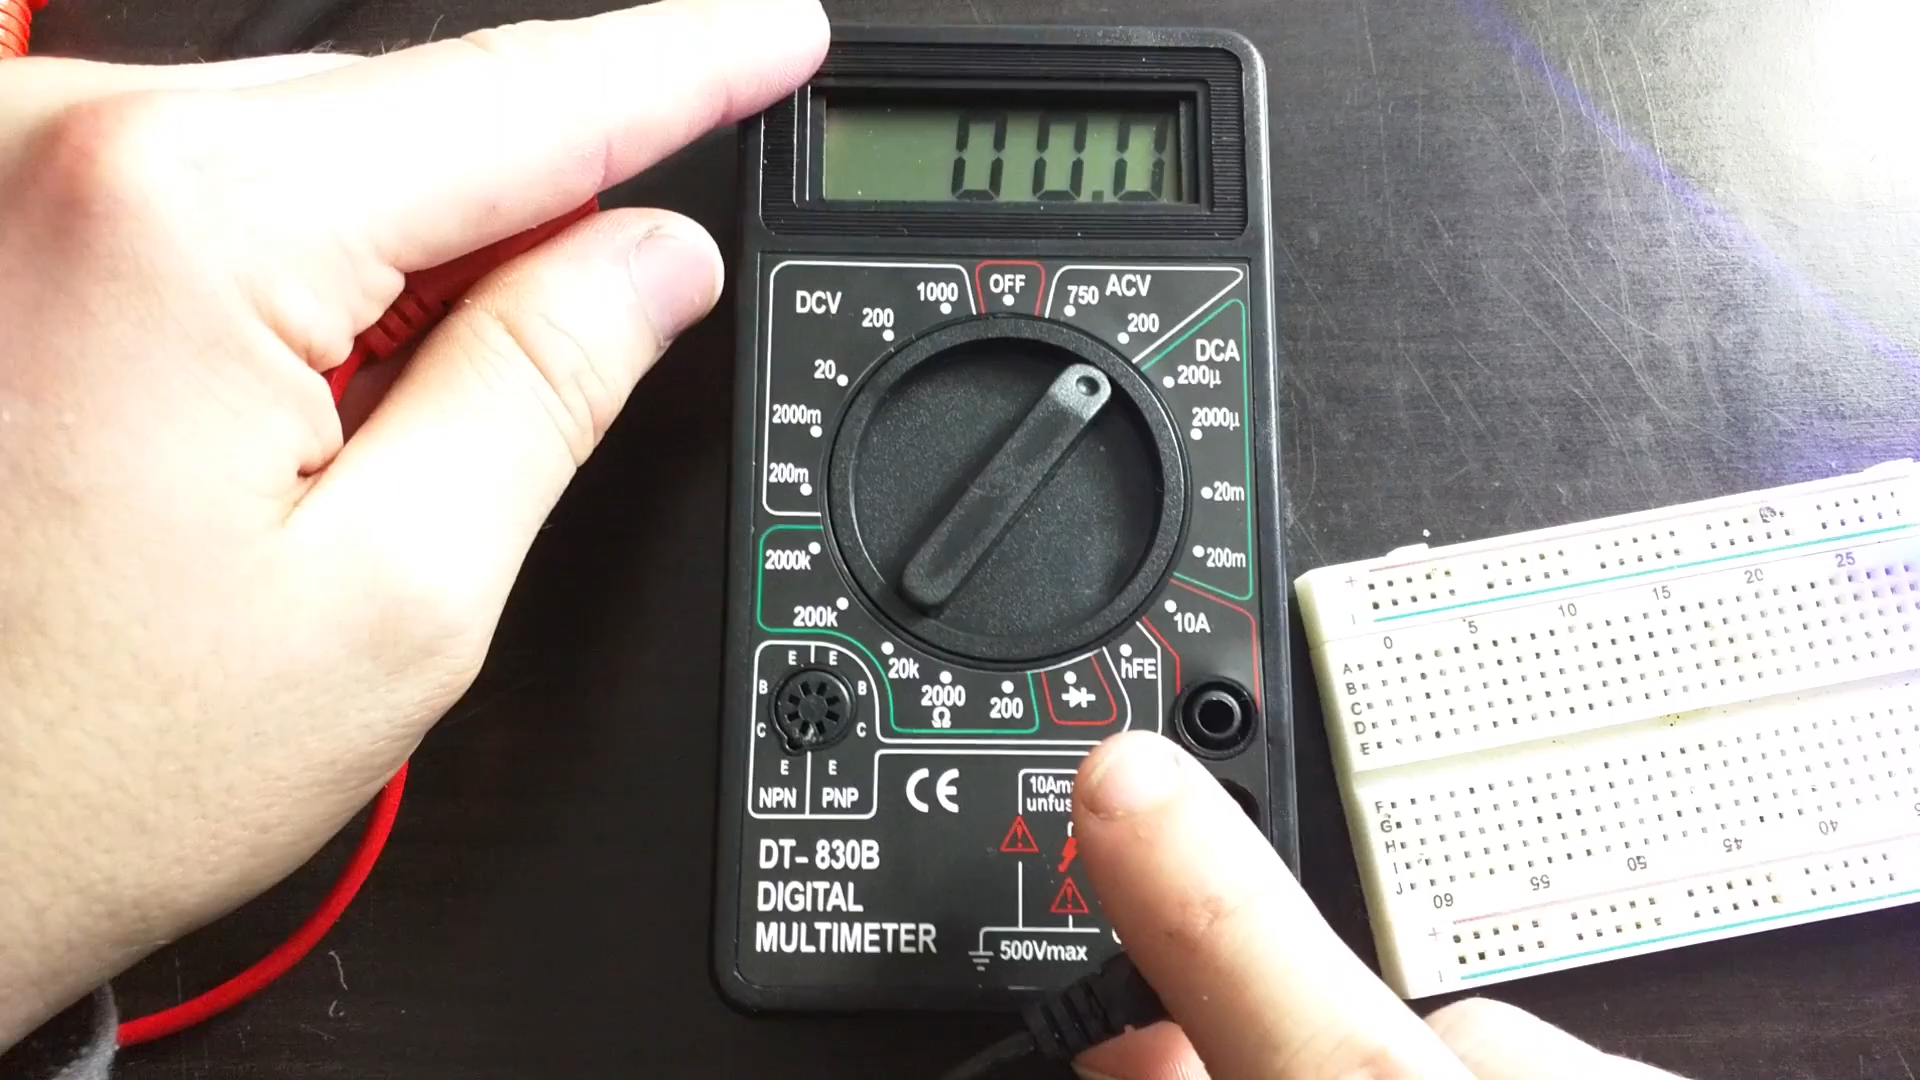 00.0
OFF
DCV
1000
200
20
2000m
200m
ACV
750
200
DCA
200µ
2000µ
20m
200m
10A
hFE
2000k
200k
20k
2000
Ω
200
E E
B B
C C
E E
NPN PNP
CE
10A
DT-830B
DIGITAL
MULTIMETER
500Vmax
+
0 5 10 15 20 25
A
B
C
D
E
F
G
H
I
J
60 55 50 45 40
+